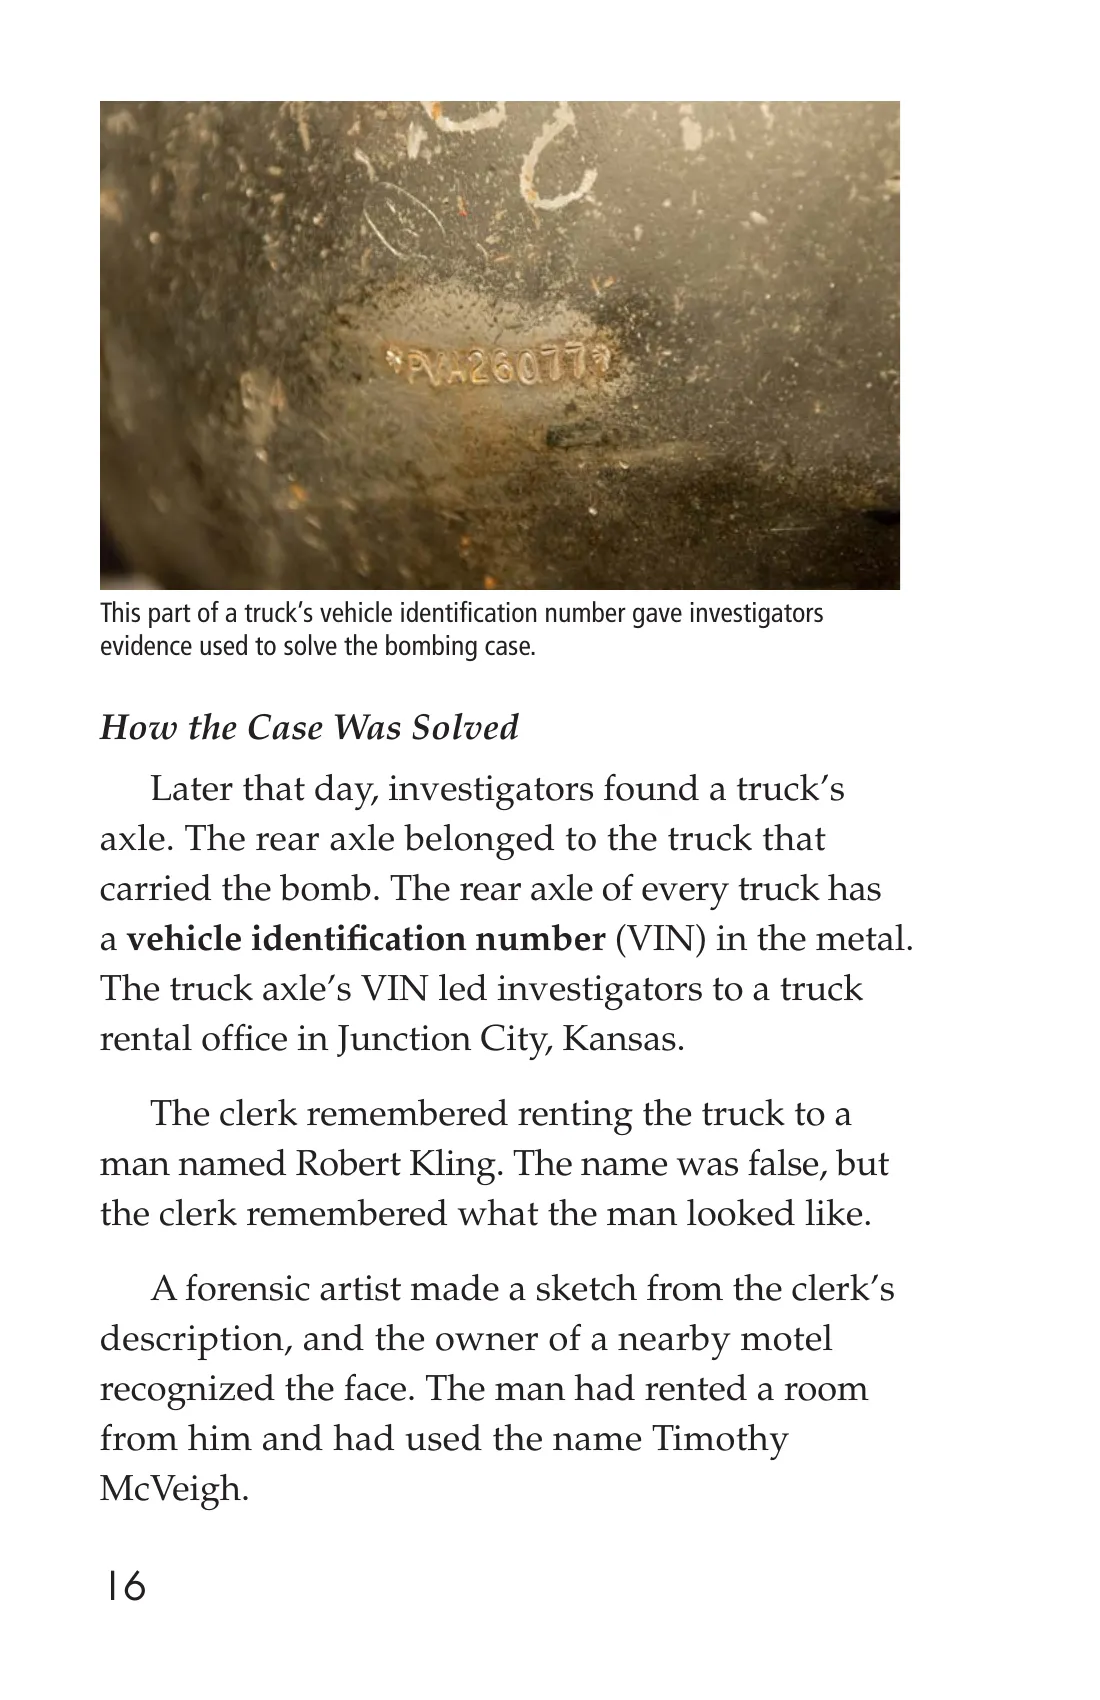 *PVA26077*
This part of a truck’s vehicle identification number gave investigators
evidence used to solve the bombing case.
How the Case Was Solved
Later that day, investigators found a truck’s
axle. The rear axle belonged to the truck that
carried the bomb. The rear axle of every truck has
a vehicle identification number (VIN) in the metal.
The truck axle’s VIN led investigators to a truck
rental office in Junction City, Kansas.
The clerk remembered renting the truck to a
man named Robert Kling. The name was false, but
the clerk remembered what the man looked like.
A forensic artist made a sketch from the clerk’s
description, and the owner of a nearby motel
recognized the face. The man had rented a room
from him and had used the name Timothy
McVeigh.
16